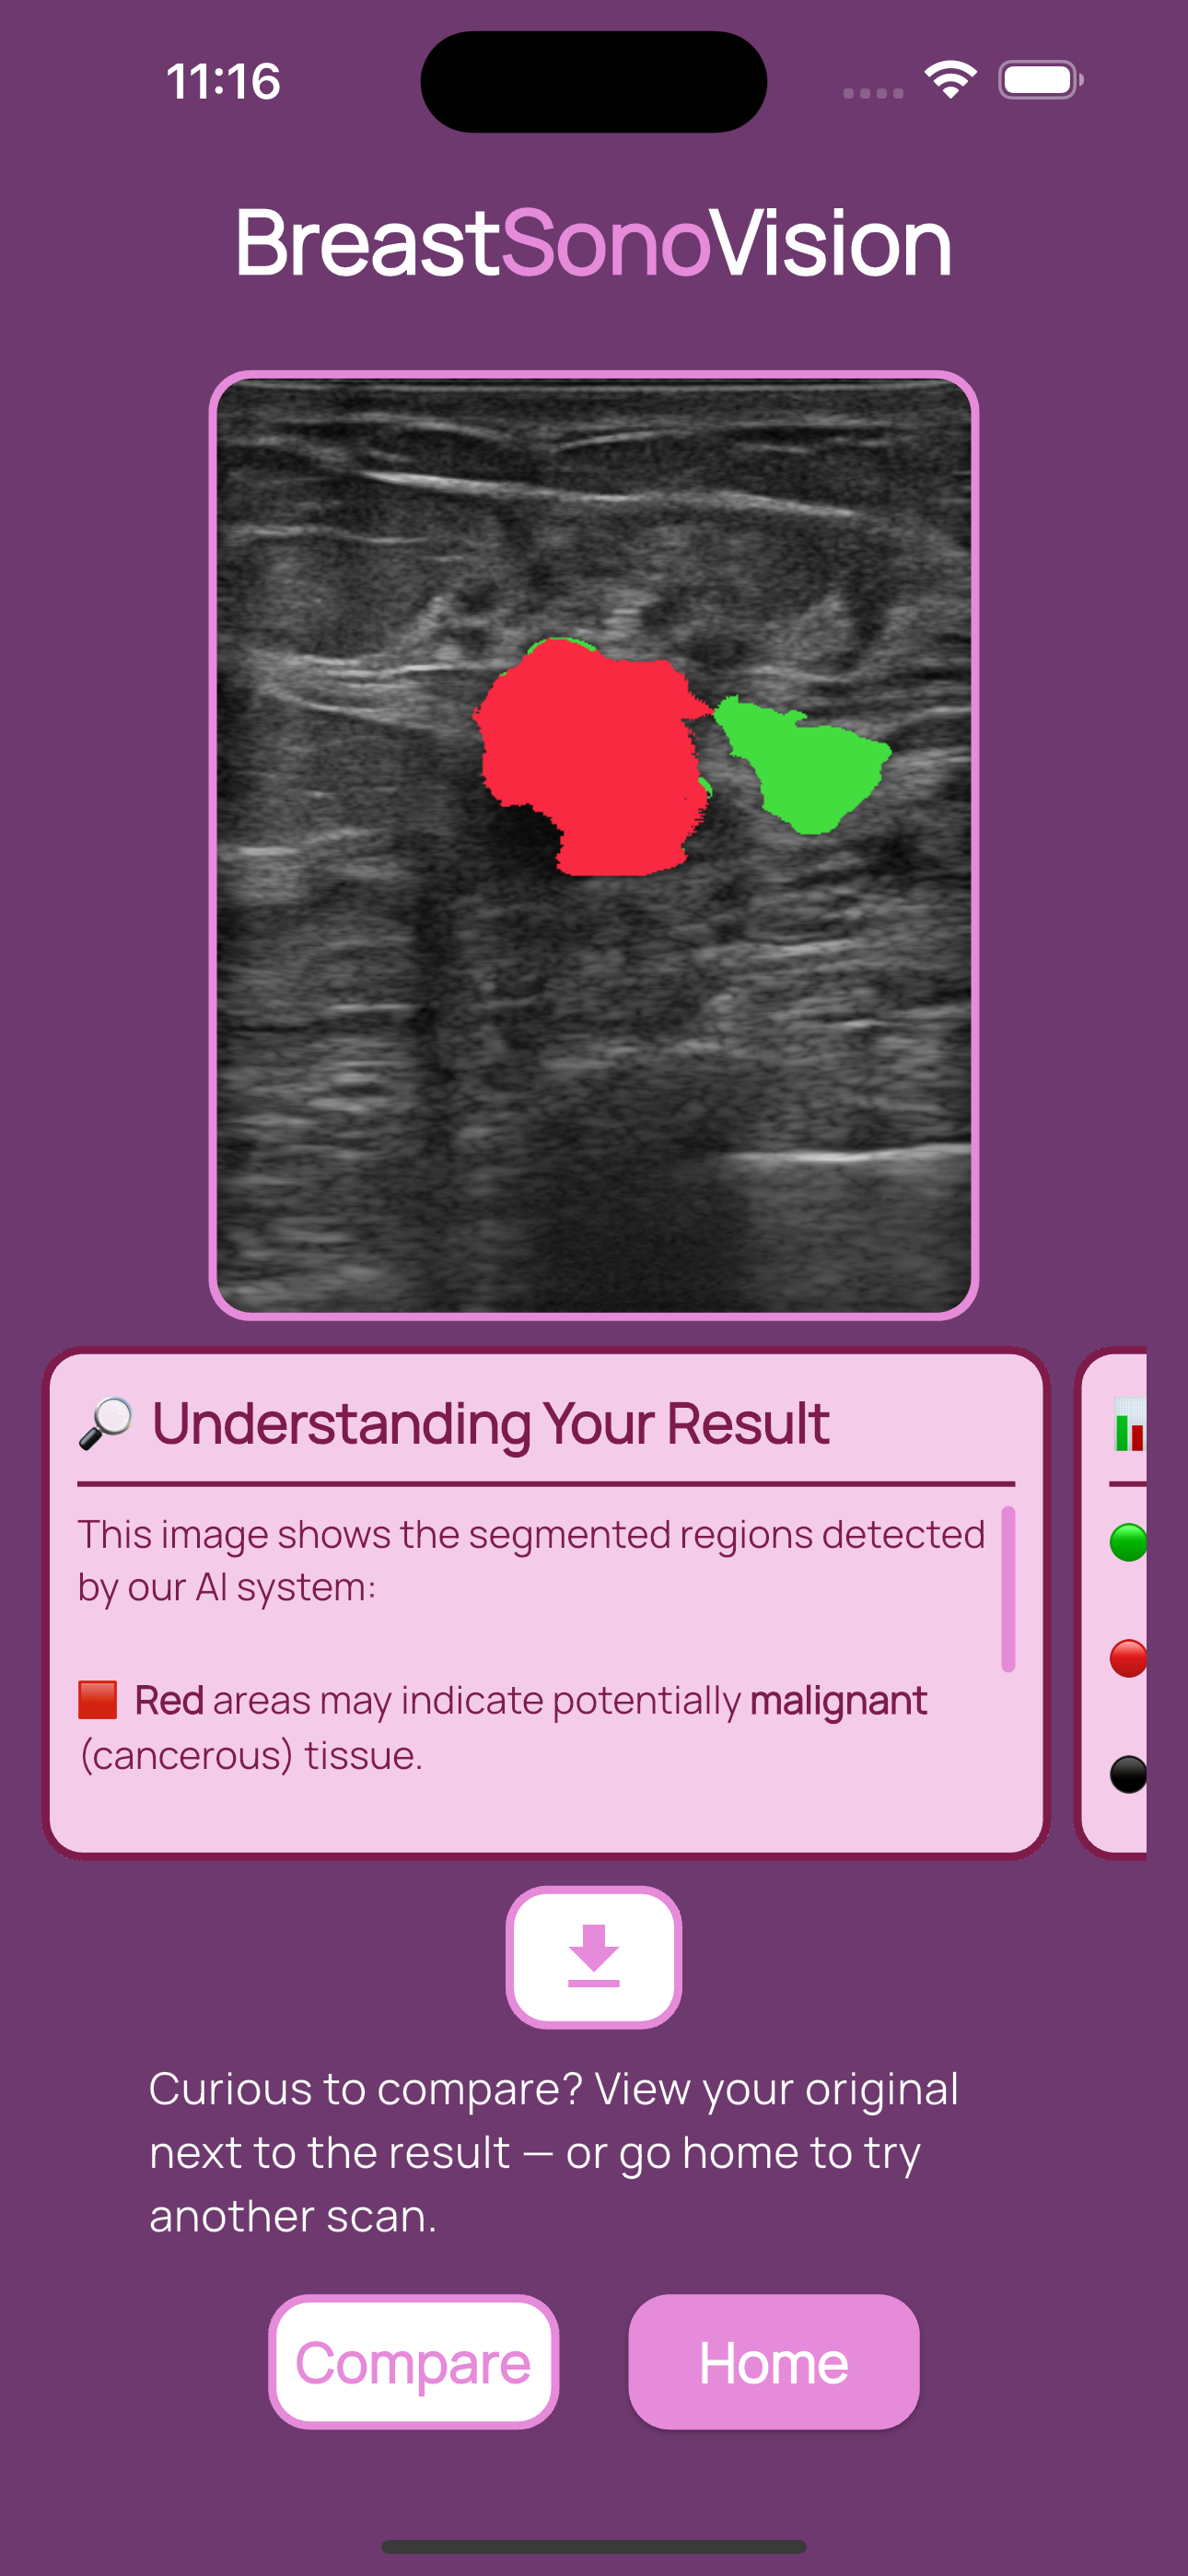 11:16
BreastSonoVision
Understanding Your Result
This image shows the segmented regions detected
by our AI system:
Red areas may indicate potentially malignant
(cancerous) tissue.
Curious to compare? View your original
next to the result — or go home to try
another scan.
Compare
Home